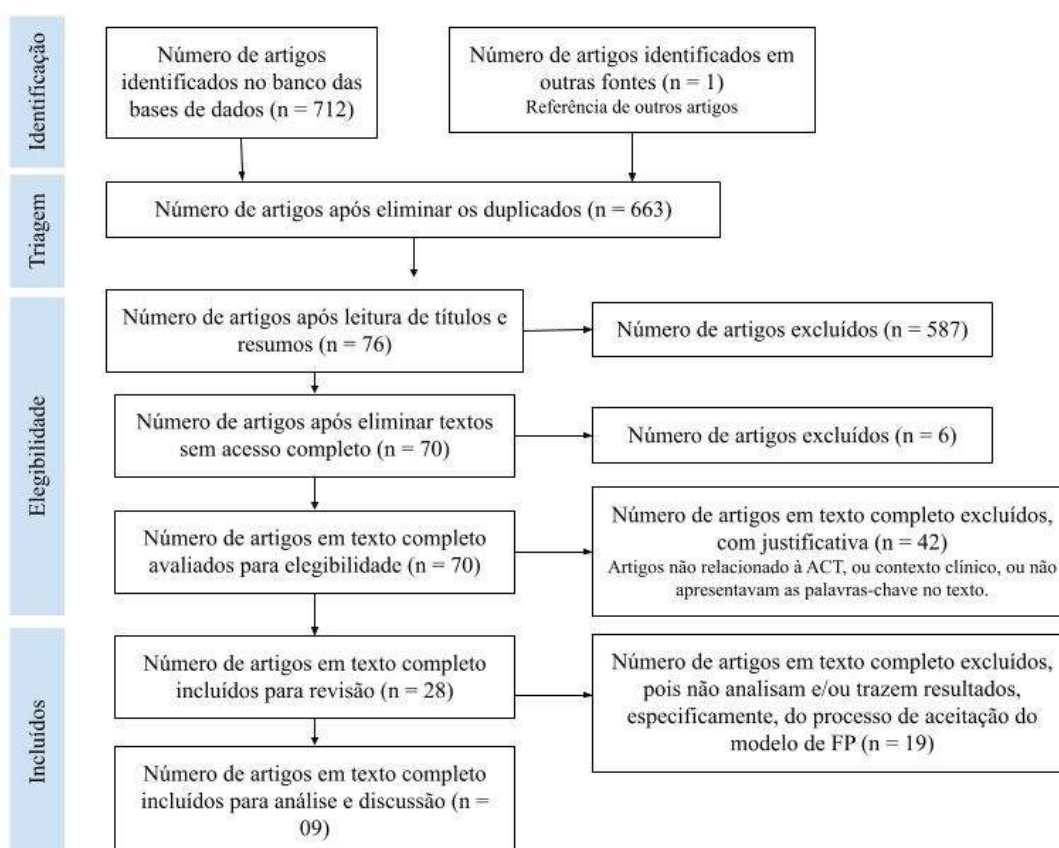 Identificação
Número de artigos
identificados no banco das
bases de dados (n = 712)
Número de artigos identificados em
outras fontes (n = 1)
Referência de outros artigos
Triagem
Número de artigos após eliminar os duplicados (n = 663)
Elegibilidade
Número de artigos após leitura de títulos e
resumos (n = 76)
Número de artigos excluídos (n = 587)
Número de artigos após eliminar textos
sem acesso completo (n = 70)
Número de artigos excluídos (n = 6)
Número de artigos em texto completo
avaliados para elegibilidade (n = 70)
Número de artigos em texto completo excluídos,
com justificativa (n = 42)
Artigos não relacionado à ACT, ou contexto clínico, ou não
apresentavam as palavras-chave no texto.
Incluídos
Número de artigos em texto completo
incluídos para revisão (n = 28)
Número de artigos em texto completo excluídos,
pois não analisam e/ou trazem resultados,
especificamente, do processo de aceitação do
modelo de FP (n = 19)
Número de artigos em texto completo
incluídos para análise e discussão (n =
09)